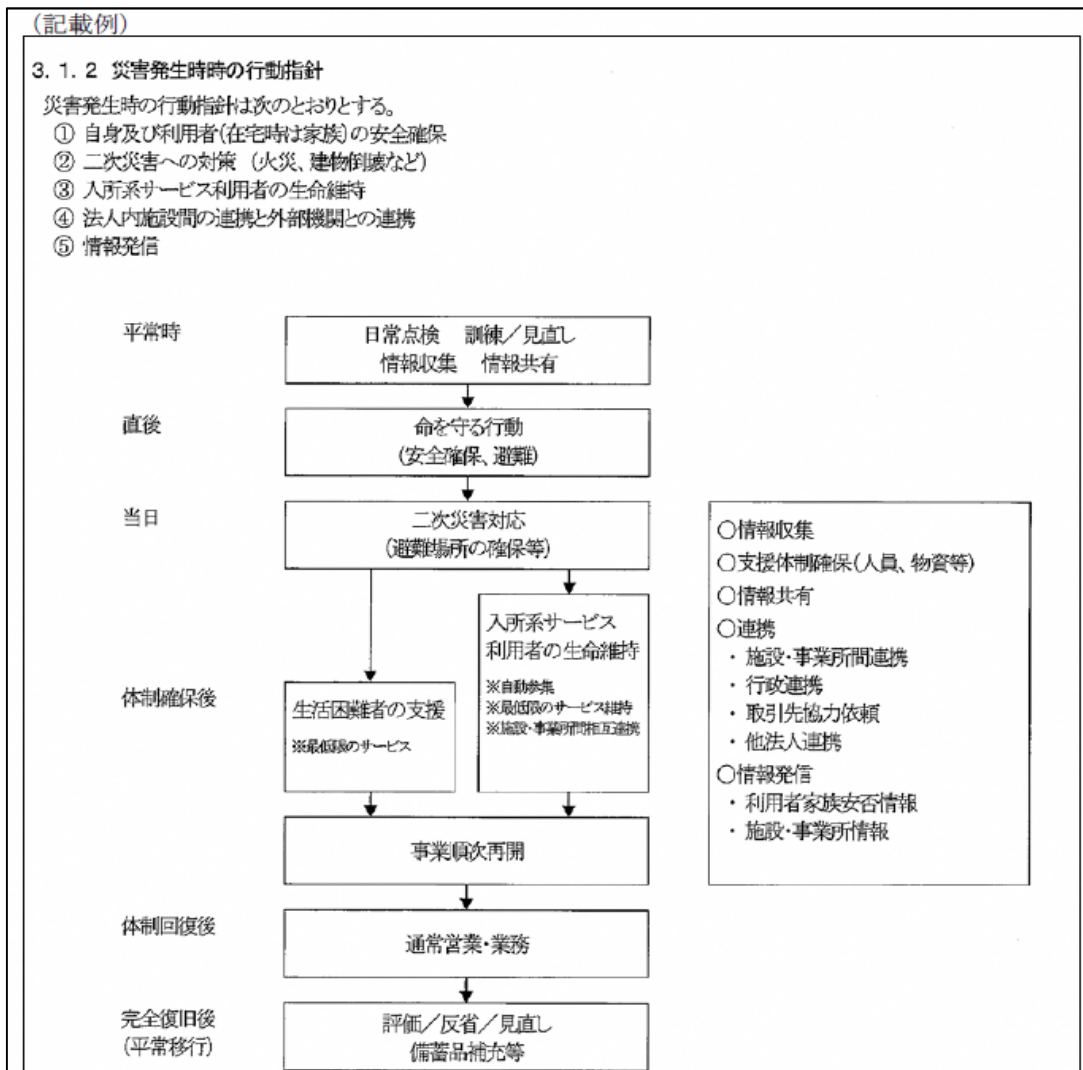 (記載例)
3. 1. 2 災害発生時時の行動指針
災害発生時の行動指針は次のとおりとする。
① 自身及び利用者(在宅時は家族)の安全確保
② 二次災害への対策 (火災、建物倒壊など)
③ 入所系サービス利用者の生命維持
④ 法人内施設間の連携と外部機関との連携
⑤ 情報発信
平常時
日常点検 訓練/見直し
情報収集 情報共有
直後
命を守る行動
(安全確保、避難)
当日
二次災害対応
(避難場所の確保等)
入所系サービス
利用者の生命維持
※自動参集
※最低限のサービス維持
※施設・事業所間相互連携
体制確保後
生活困難者の支援
※最低限のサービス
事業順次再開
体制回復後
通常営業・業務
完全復旧後
(平常移行)
評価/反省/見直し
備蓄品補充等
○情報収集
○支援体制確保(人員、物資等)
○情報共有
○連携
・ 施設・事業所間連携
・ 行政連携
・ 取引先協力依頼
・ 他法人連携
○情報発信
・ 利用者家族安否情報
・ 施設・事業所情報